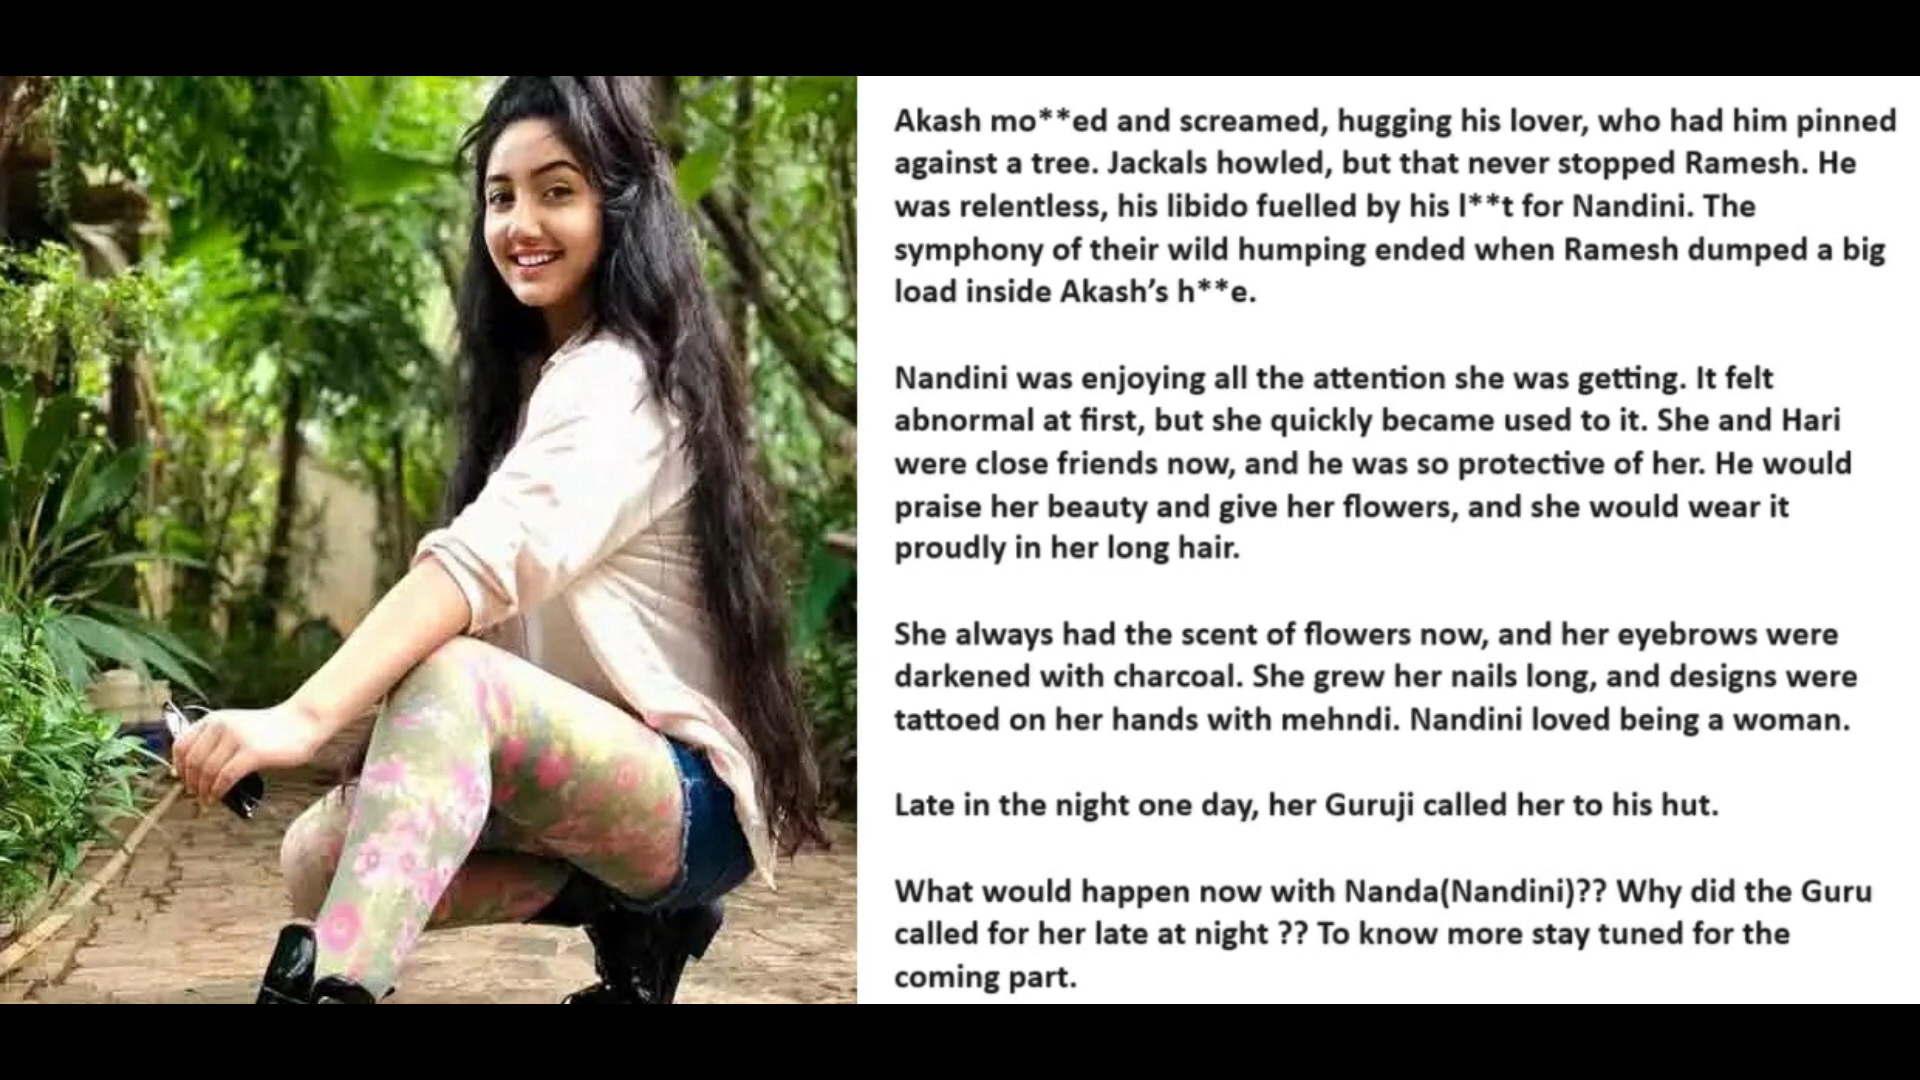 Akash mo**ed and screamed, hugging his lover, who had him pinned
against a tree. Jackals howled, but that never stopped Ramesh. He
was relentless, his libido fuelled by his l**t for Nandini. The
symphony of their wild humping ended when Ramesh dumped a big
load inside Akash’s h**e.
Nandini was enjoying all the attention she was getting. It felt
abnormal at first, but she quickly became used to it. She and Hari
were close friends now, and he was so protective of her. He would
praise her beauty and give her flowers, and she would wear it
proudly in her long hair.
She always had the scent of flowers now, and her eyebrows were
darkened with charcoal. She grew her nails long, and designs were
tattoed on her hands with mehndi. Nandini loved being a woman.
Late in the night one day, her Guruji called her to his hut.
What would happen now with Nanda(Nandini)?? Why did the Guru
called for her late at night ?? To know more stay tuned for the
coming part.